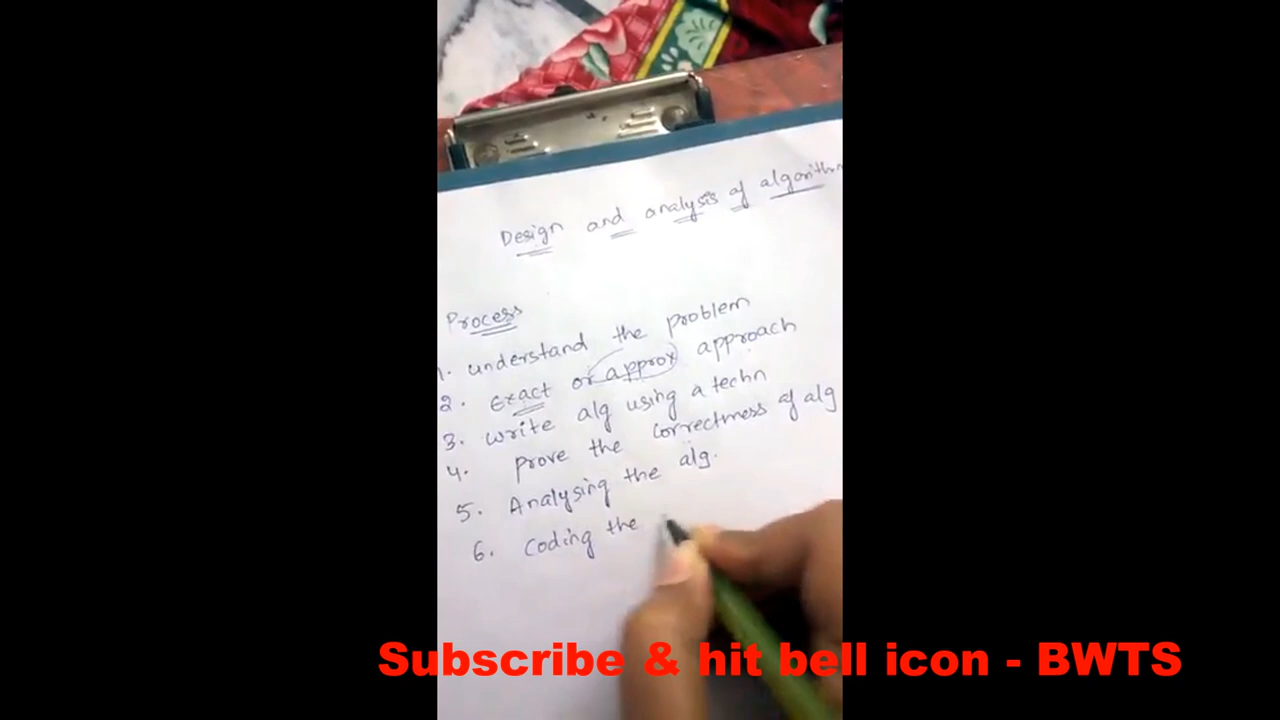 Design and analysis of algorithm
Process
1. understand the problem
2. Exact or approx approach
3. write alg using a techn
4. prove the correctness of alg
5. Analysing the alg.
6. Coding the
Subscribe & hit bell icon - BWTS